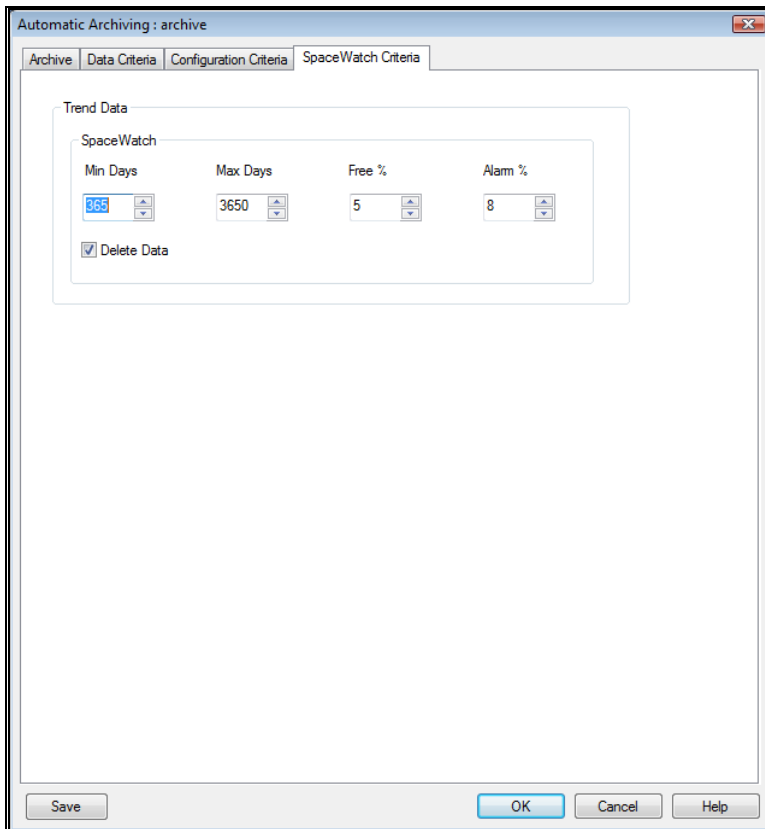 Automatic Archiving : archive
Archive Data Criteria Configuration Criteria SpaceWatch Criteria
Trend Data
SpaceWatch
Min Days Max Days Free % Alarm %
365 3650 5 8
Delete Data
Save OK Cancel Help